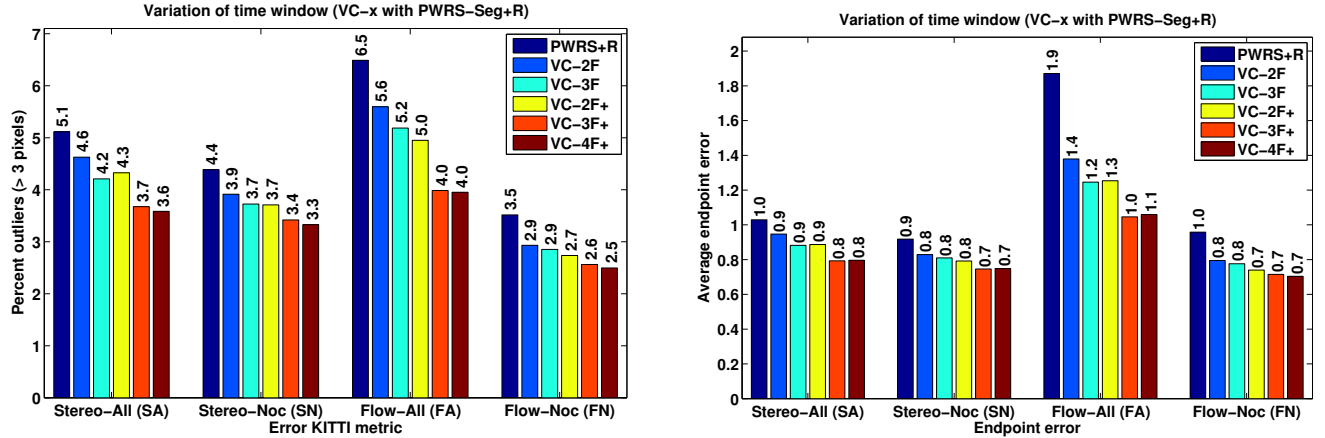 Variation of time window (VC−x with PWRS−Seg+R)
Percent outliers (> 3 pixels)
7
6
5
4
3
2
1
0
5.1
4.6
4.2
4.3
3.7
3.6
4.4
3.9
3.7
3.7
3.4
3.3
6.5
5.6
5.2
5.0
4.0
4.0
3.5
2.9
2.9
2.7
2.6
2.5
PWRS+R
VC−2F
VC−3F
VC−2F+
VC−3F+
VC−4F+
Stereo−All (SA)
Stereo−Noc (SN)
Flow−All (FA)
Flow−Noc (FN)
Error KITTI metric
Variation of time window (VC−x with PWRS−Seg+R)
Average endpoint error
2
1.8
1.6
1.4
1.2
1
0.8
0.6
0.4
0.2
0
1.0
0.9
0.9
0.9
0.8
0.8
0.9
0.8
0.8
0.8
0.7
0.7
1.9
1.4
1.2
1.3
1.0
1.1
1.0
0.8
0.8
0.7
0.7
0.7
PWRS+R
VC−2F
VC−3F
VC−2F+
VC−3F+
VC−4F+
Stereo−All (SA)
Stereo−Noc (SN)
Flow−All (FA)
Flow−Noc (FN)
Endpoint error